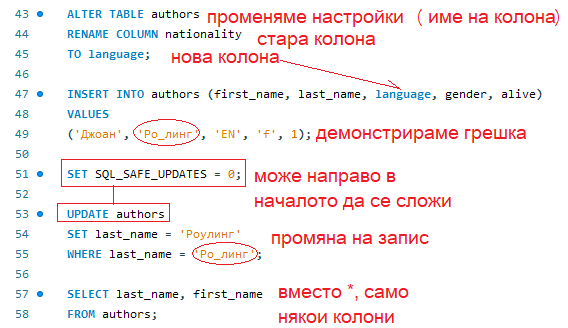 43 ALTER TABLE authors променяме настройки ( име на колона)
44 RENAME COLUMN nationality стара колона
45 TO language; нова колона
46
47 INSERT INTO authors (first_name, last_name, language, gender, alive)
48 VALUES
49 ('Джоан', 'Ро_линг', 'EN', 'f', 1); демонстрираме грешка
50
51 SET SQL_SAFE_UPDATES = 0; може направо в
52 началото да се сложи
53 UPDATE authors
54 SET last_name = 'Роулинг' промяна на запис
55 WHERE last_name = 'Ро_линг';
56
57 SELECT last_name, first_name вместо *, само
58 FROM authors; някои колони